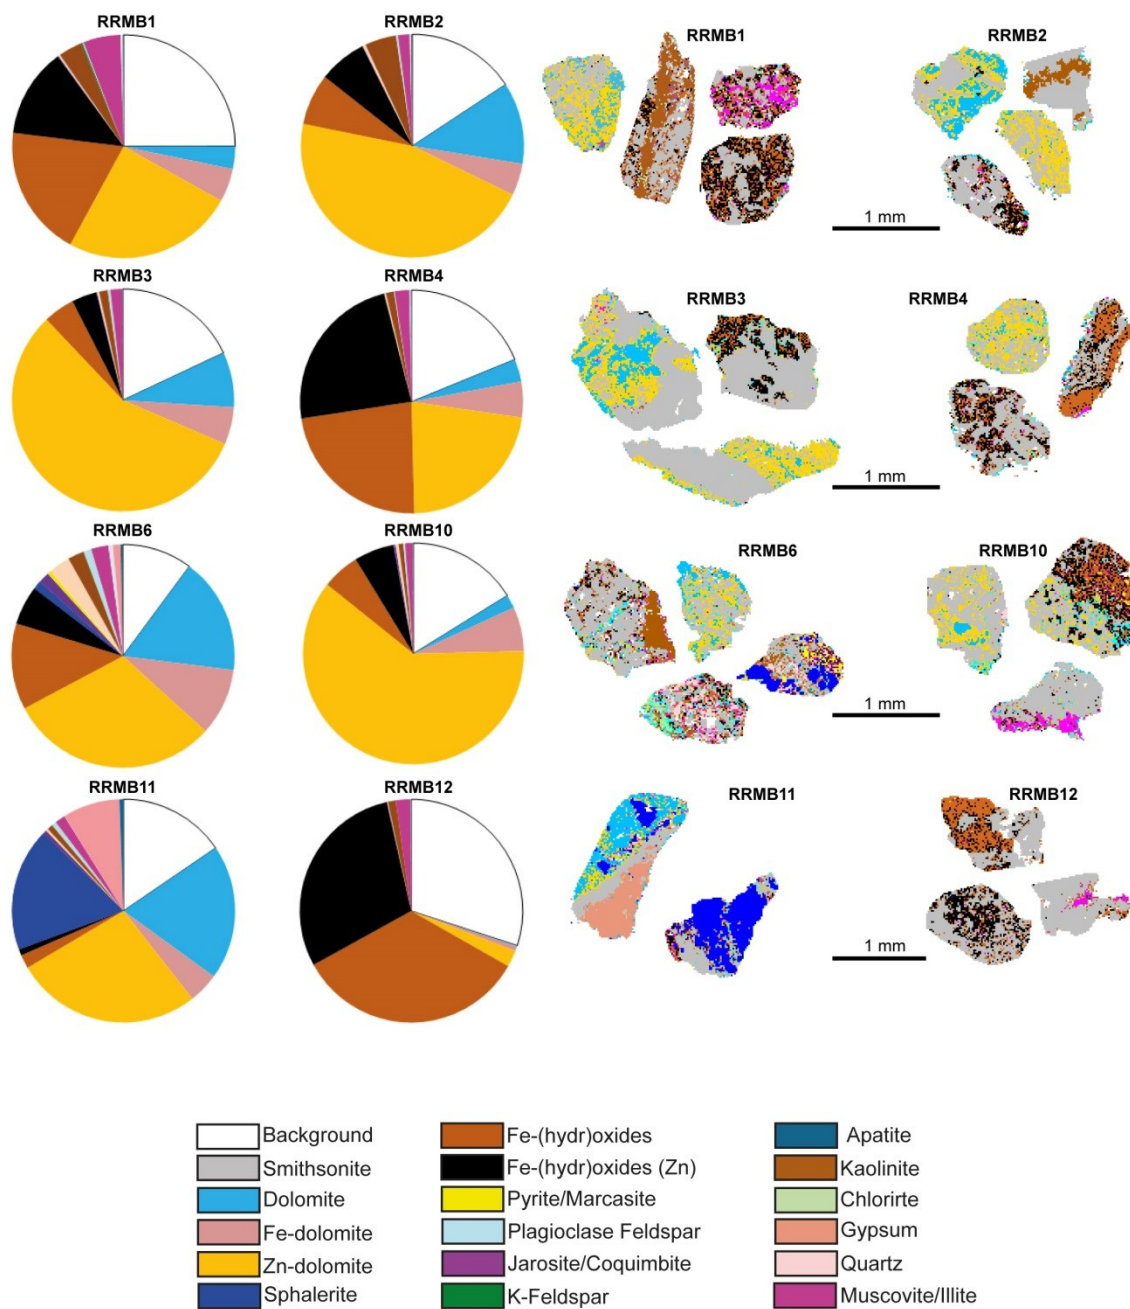 RRMB1
RRMB2
RRMB1
RRMB2
1 mm
RRMB3
RRMB4
RRMB3
RRMB4
1 mm
RRMB6
RRMB10
RRMB6
RRMB10
1 mm
RRMB11
RRMB12
RRMB11
RRMB12
1 mm
Background
Fe-(hydr)oxides
Apatite
Smithsonite
Fe-(hydr)oxides (Zn)
Kaolinite
Dolomite
Pyrite/Marcasite
Chlorirte
Fe-dolomite
Plagioclase Feldspar
Gypsum
Zn-dolomite
Jarosite/Coquimbite
Quartz
Sphalerite
K-Feldspar
Muscovite/Illite